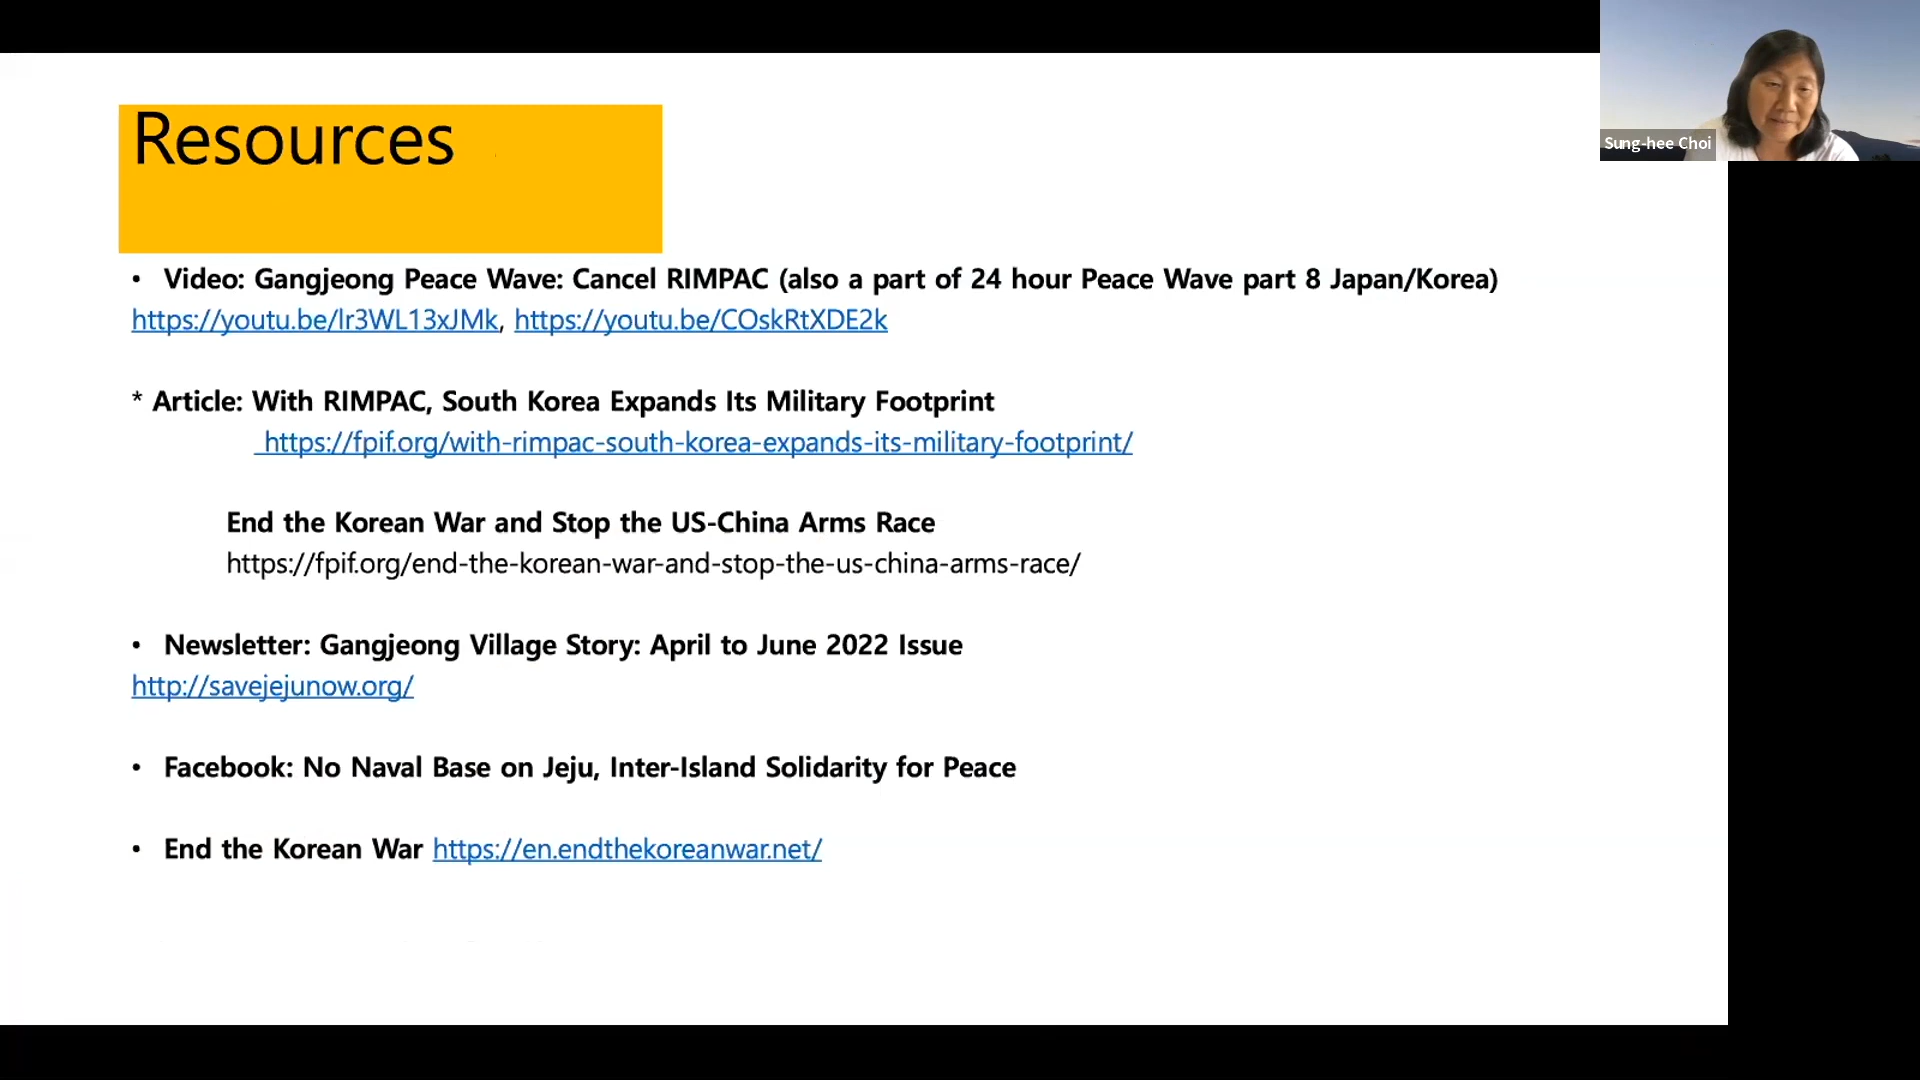 Resources
• Video: Gangjeong Peace Wave: Cancel RIMPAC (also a part of 24 hour Peace Wave part 8 Japan/Korea)
https://youtu.be/lr3WL13xJMk, https://youtu.be/COskRtXDE2k
* Article: With RIMPAC, South Korea Expands Its Military Footprint
https://fpif.org/with-rimpac-south-korea-expands-its-military-footprint/
End the Korean War and Stop the US-China Arms Race
https://fpif.org/end-the-korean-war-and-stop-the-us-china-arms-race/
• Newsletter: Gangjeong Village Story: April to June 2022 Issue
http://savejejunow.org/
• Facebook: No Naval Base on Jeju, Inter-Island Solidarity for Peace
• End the Korean War https://en.endthekoreanwar.net/
Sung-hee Choi